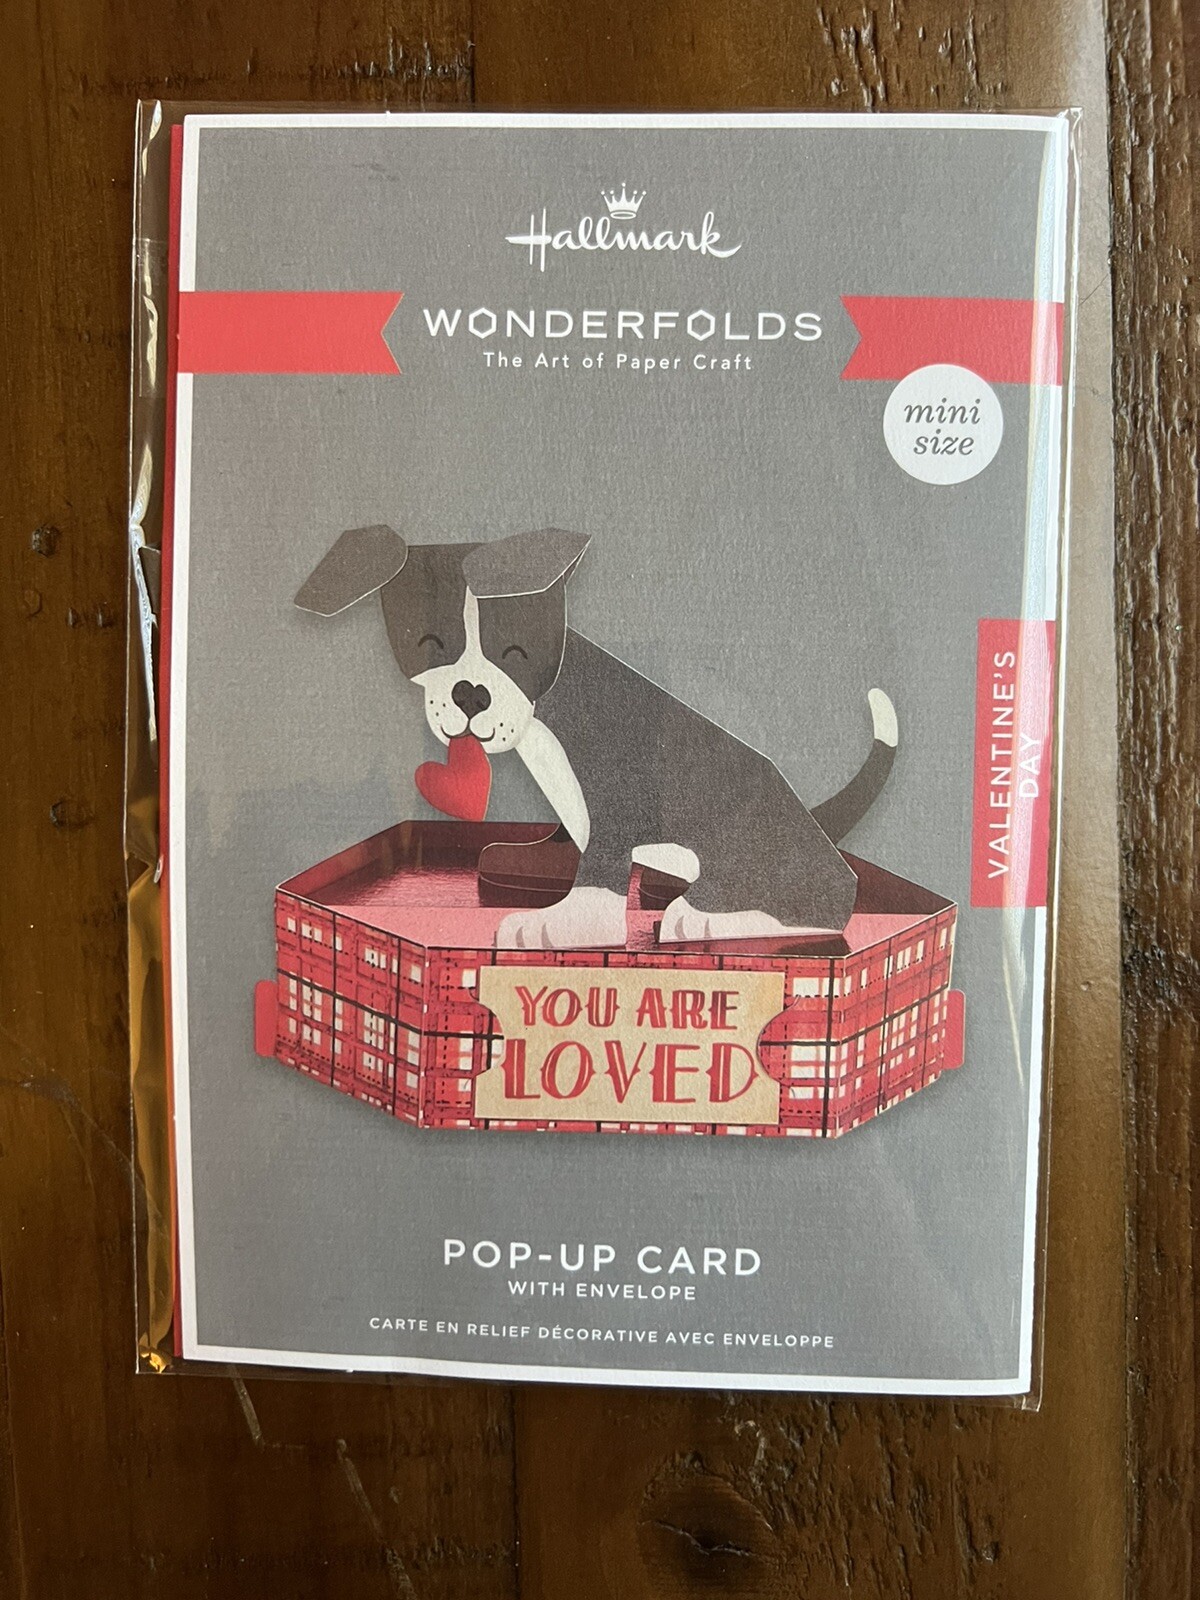 Hallmark
WONDERFOLDS
The Art of Paper Craft
mini
size
VALENTINE'S
DAY
YOU ARE
LOVED
POP-UP CARD
WITH ENVELOPE
CARTE EN RELIEF DÉCORATIVE AVEC ENVELOPPE